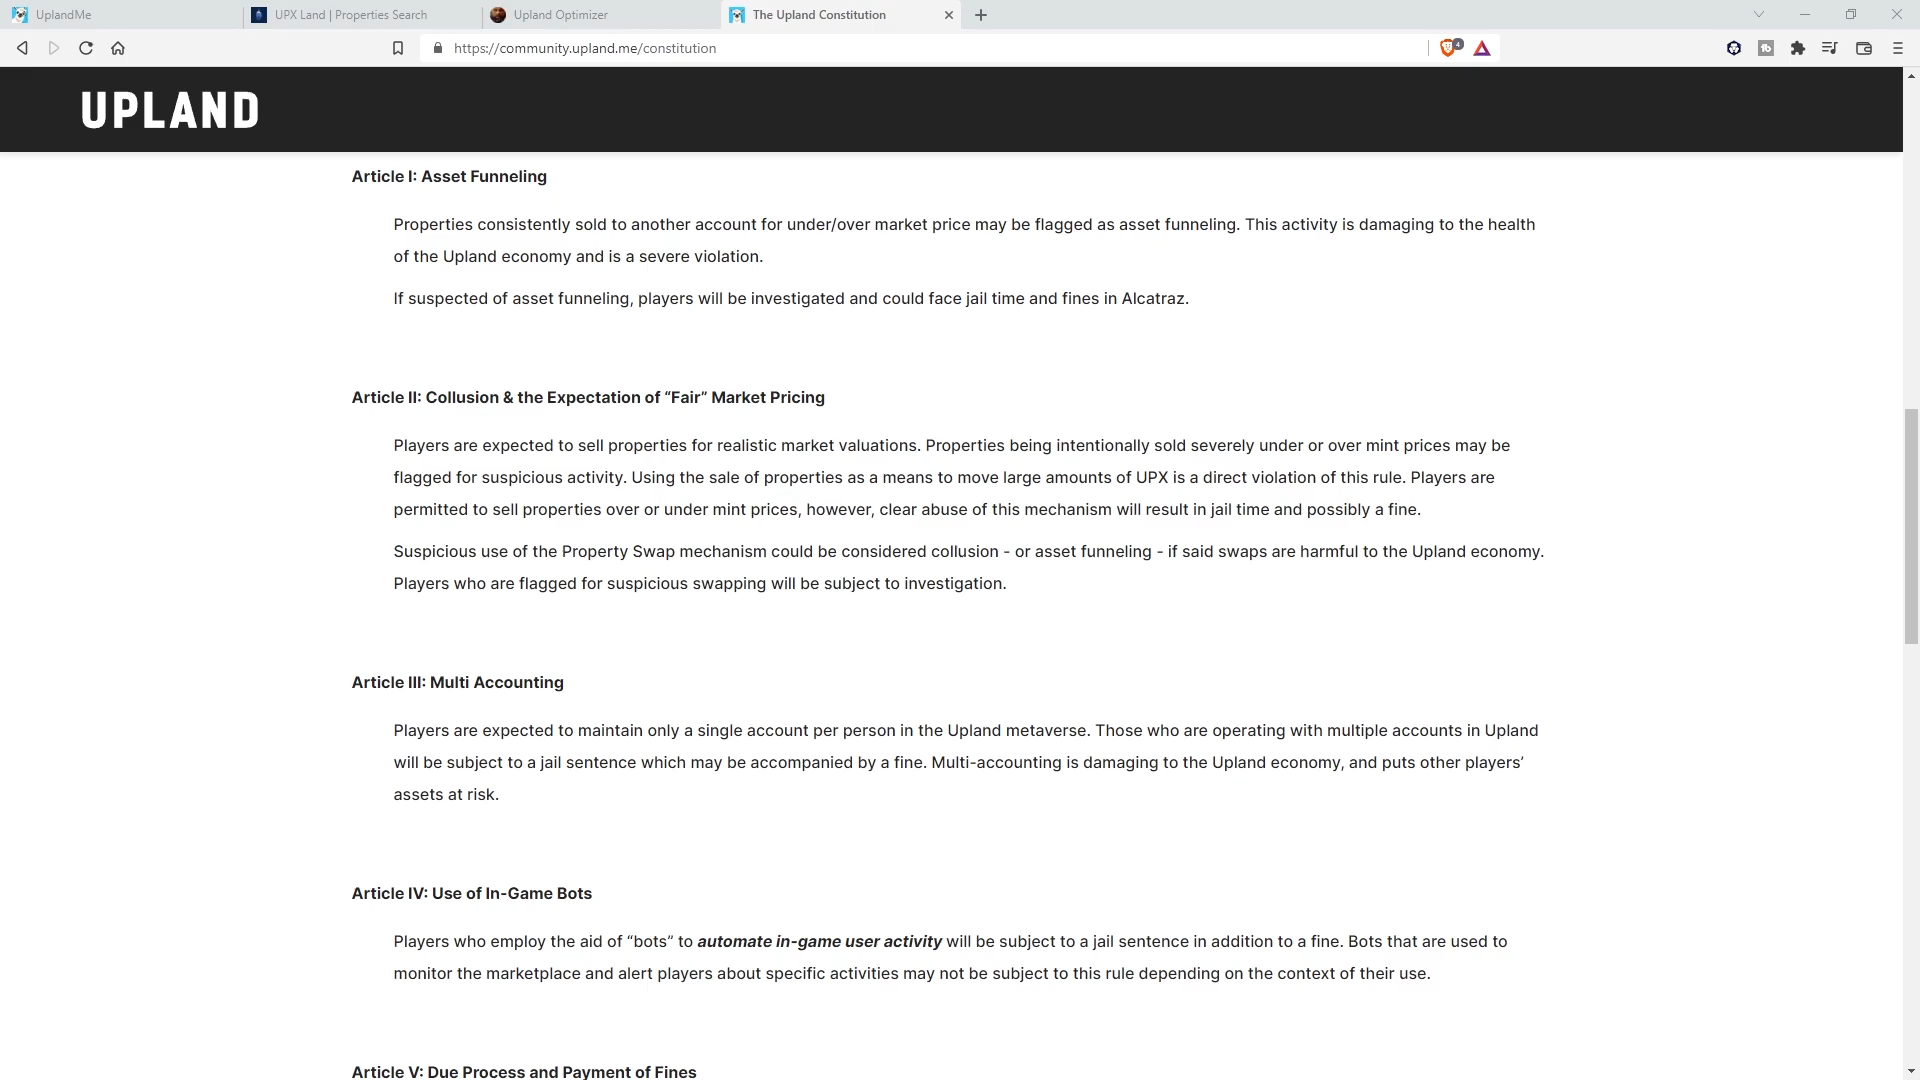 UplandMe
UPX Land | Properties Search
Upland Optimizer
The Upland Constitution
https://community.upland.me/constitution
4
UPLAND
Article I: Asset Funneling
Properties consistently sold to another account for under/over market price may be flagged as asset funneling. This activity is damaging to the health
of the Upland economy and is a severe violation.
If suspected of asset funneling, players will be investigated and could face jail time and fines in Alcatraz.
Article II: Collusion & the Expectation of “Fair” Market Pricing
Players are expected to sell properties for realistic market valuations. Properties being intentionally sold severely under or over mint prices may be
flagged for suspicious activity. Using the sale of properties as a means to move large amounts of UPX is a direct violation of this rule. Players are
permitted to sell properties over or under mint prices, however, clear abuse of this mechanism will result in jail time and possibly a fine.
Suspicious use of the Property Swap mechanism could be considered collusion - or asset funneling - if said swaps are harmful to the Upland economy.
Players who are flagged for suspicious swapping will be subject to investigation.
Article III: Multi Accounting
Players are expected to maintain only a single account per person in the Upland metaverse. Those who are operating with multiple accounts in Upland
will be subject to a jail sentence which may be accompanied by a fine. Multi-accounting is damaging to the Upland economy, and puts other players’
assets at risk.
Article IV: Use of In-Game Bots
Players who employ the aid of “bots” to automate in-game user activity will be subject to a jail sentence in addition to a fine. Bots that are used to
monitor the marketplace and alert players about specific activities may not be subject to this rule depending on the context of their use.
Article V: Due Process and Payment of Fines